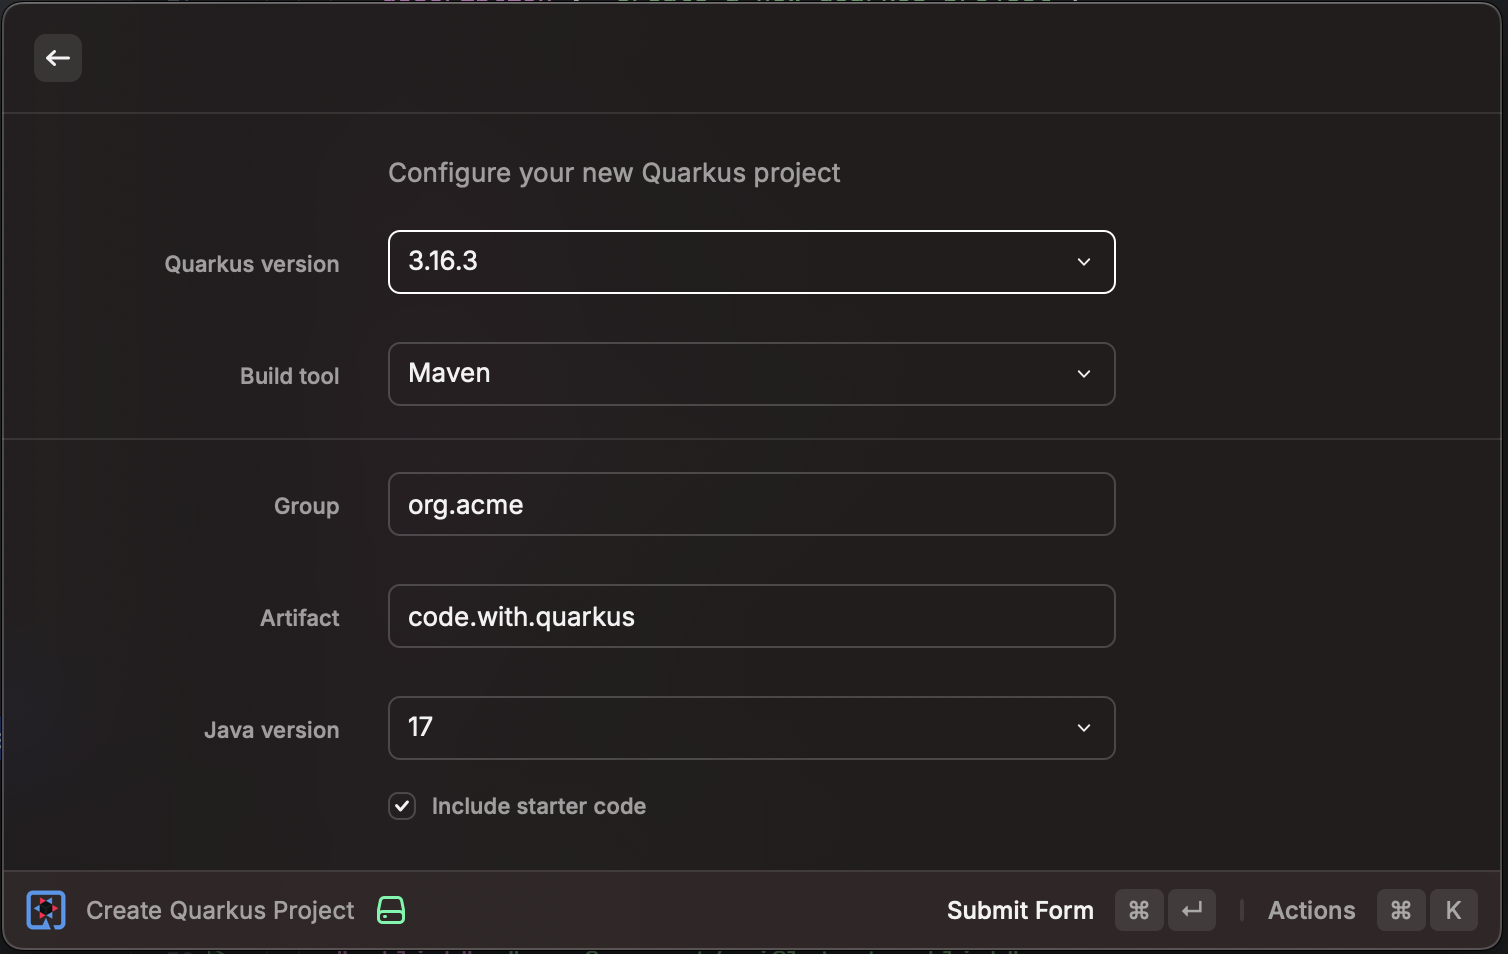 Configure your new Quarkus project
Quarkus version
3.16.3
Build tool
Maven
Group
org.acme
Artifact
code.with.quarkus
Java version
17
Include starter code
Create Quarkus Project
Submit Form ⌘ ↵ | Actions ⌘ K